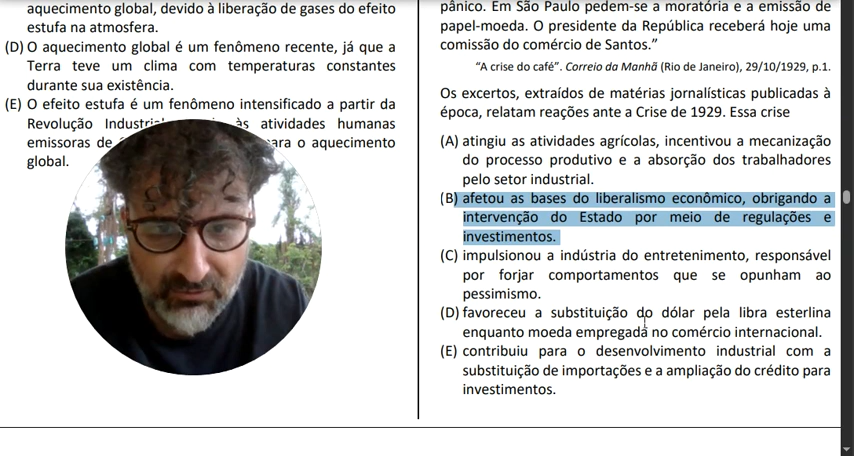 aquecimento global, devido à liberação de gases do efeito
estufa na atmosfera.
(D) O aquecimento global é um fenômeno recente, já que a
Terra teve um clima com temperaturas constantes
durante sua existência.
(E) O efeito estufa é um fenômeno intensificado a partir da
Revolução às atividades humanas
emissoras de o aquecimento
global.
pânico. Em São Paulo pedem-se a moratória e a emissão de
papel-moeda. O presidente da República receberá hoje uma
comissão do comércio de Santos.”
“A crise do café”. Correio da Manhã (Rio de Janeiro), 29/10/1929, p.1.
Os excertos, extraídos de matérias jornalísticas publicadas à
época, relatam reações ante a Crise de 1929. Essa crise
(A) atingiu as atividades agrícolas, incentivou a mecanização
do processo produtivo e a absorção dos trabalhadores
pelo setor industrial.
(B) afetou as bases do liberalismo econômico, obrigando a
intervenção do Estado por meio de regulações e
investimentos.
(C) impulsionou a indústria do entretenimento, responsável
por forjar comportamentos que se opunham ao
pessimismo.
(D) favoreceu a substituição do dólar pela libra esterlina
enquanto moeda empregada no comércio internacional.
(E) contribuiu para o desenvolvimento industrial com a
substituição de importações e a ampliação do crédito para
investimentos.